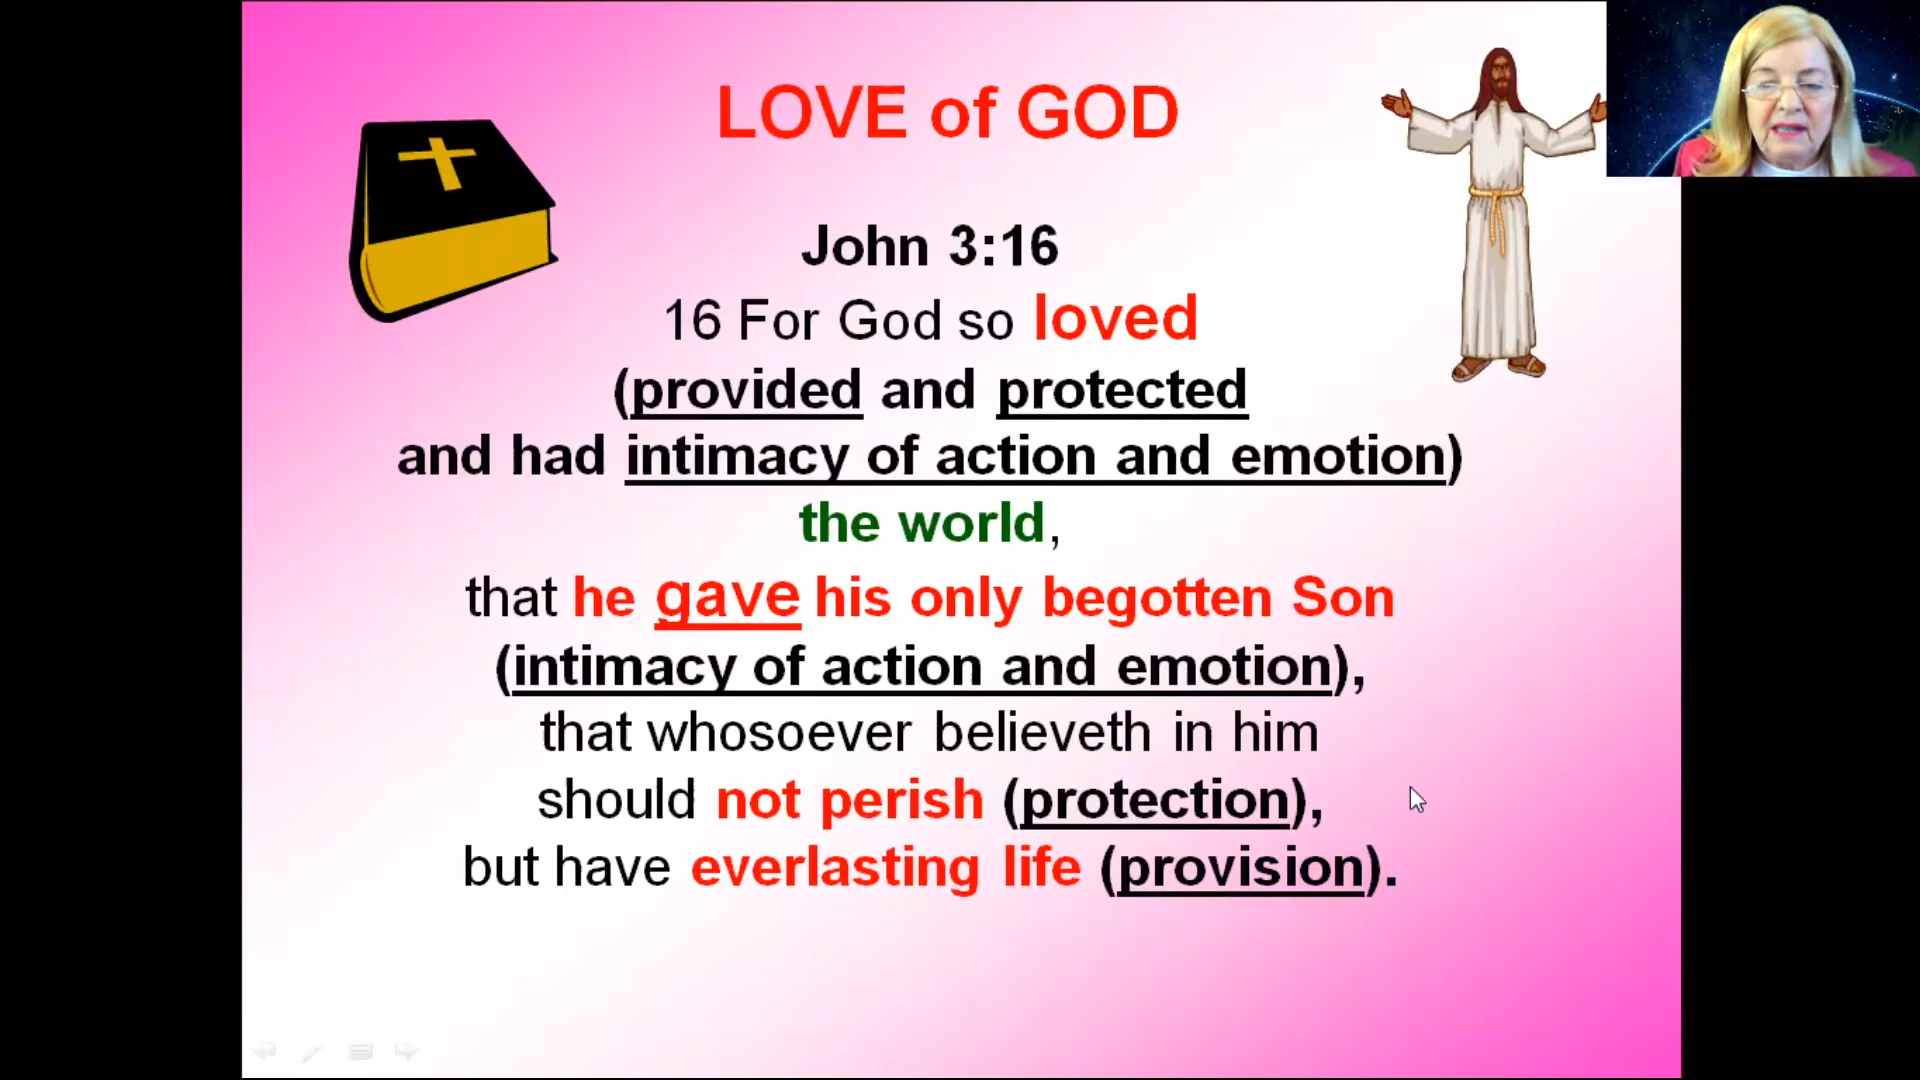 LOVE of GOD
John 3:16
16 For God so loved
(provided and protected
and had intimacy of action and emotion)
the world,
that he gave his only begotten Son
(intimacy of action and emotion),
that whosoever believeth in him
should not perish (protection),
but have everlasting life (provision).